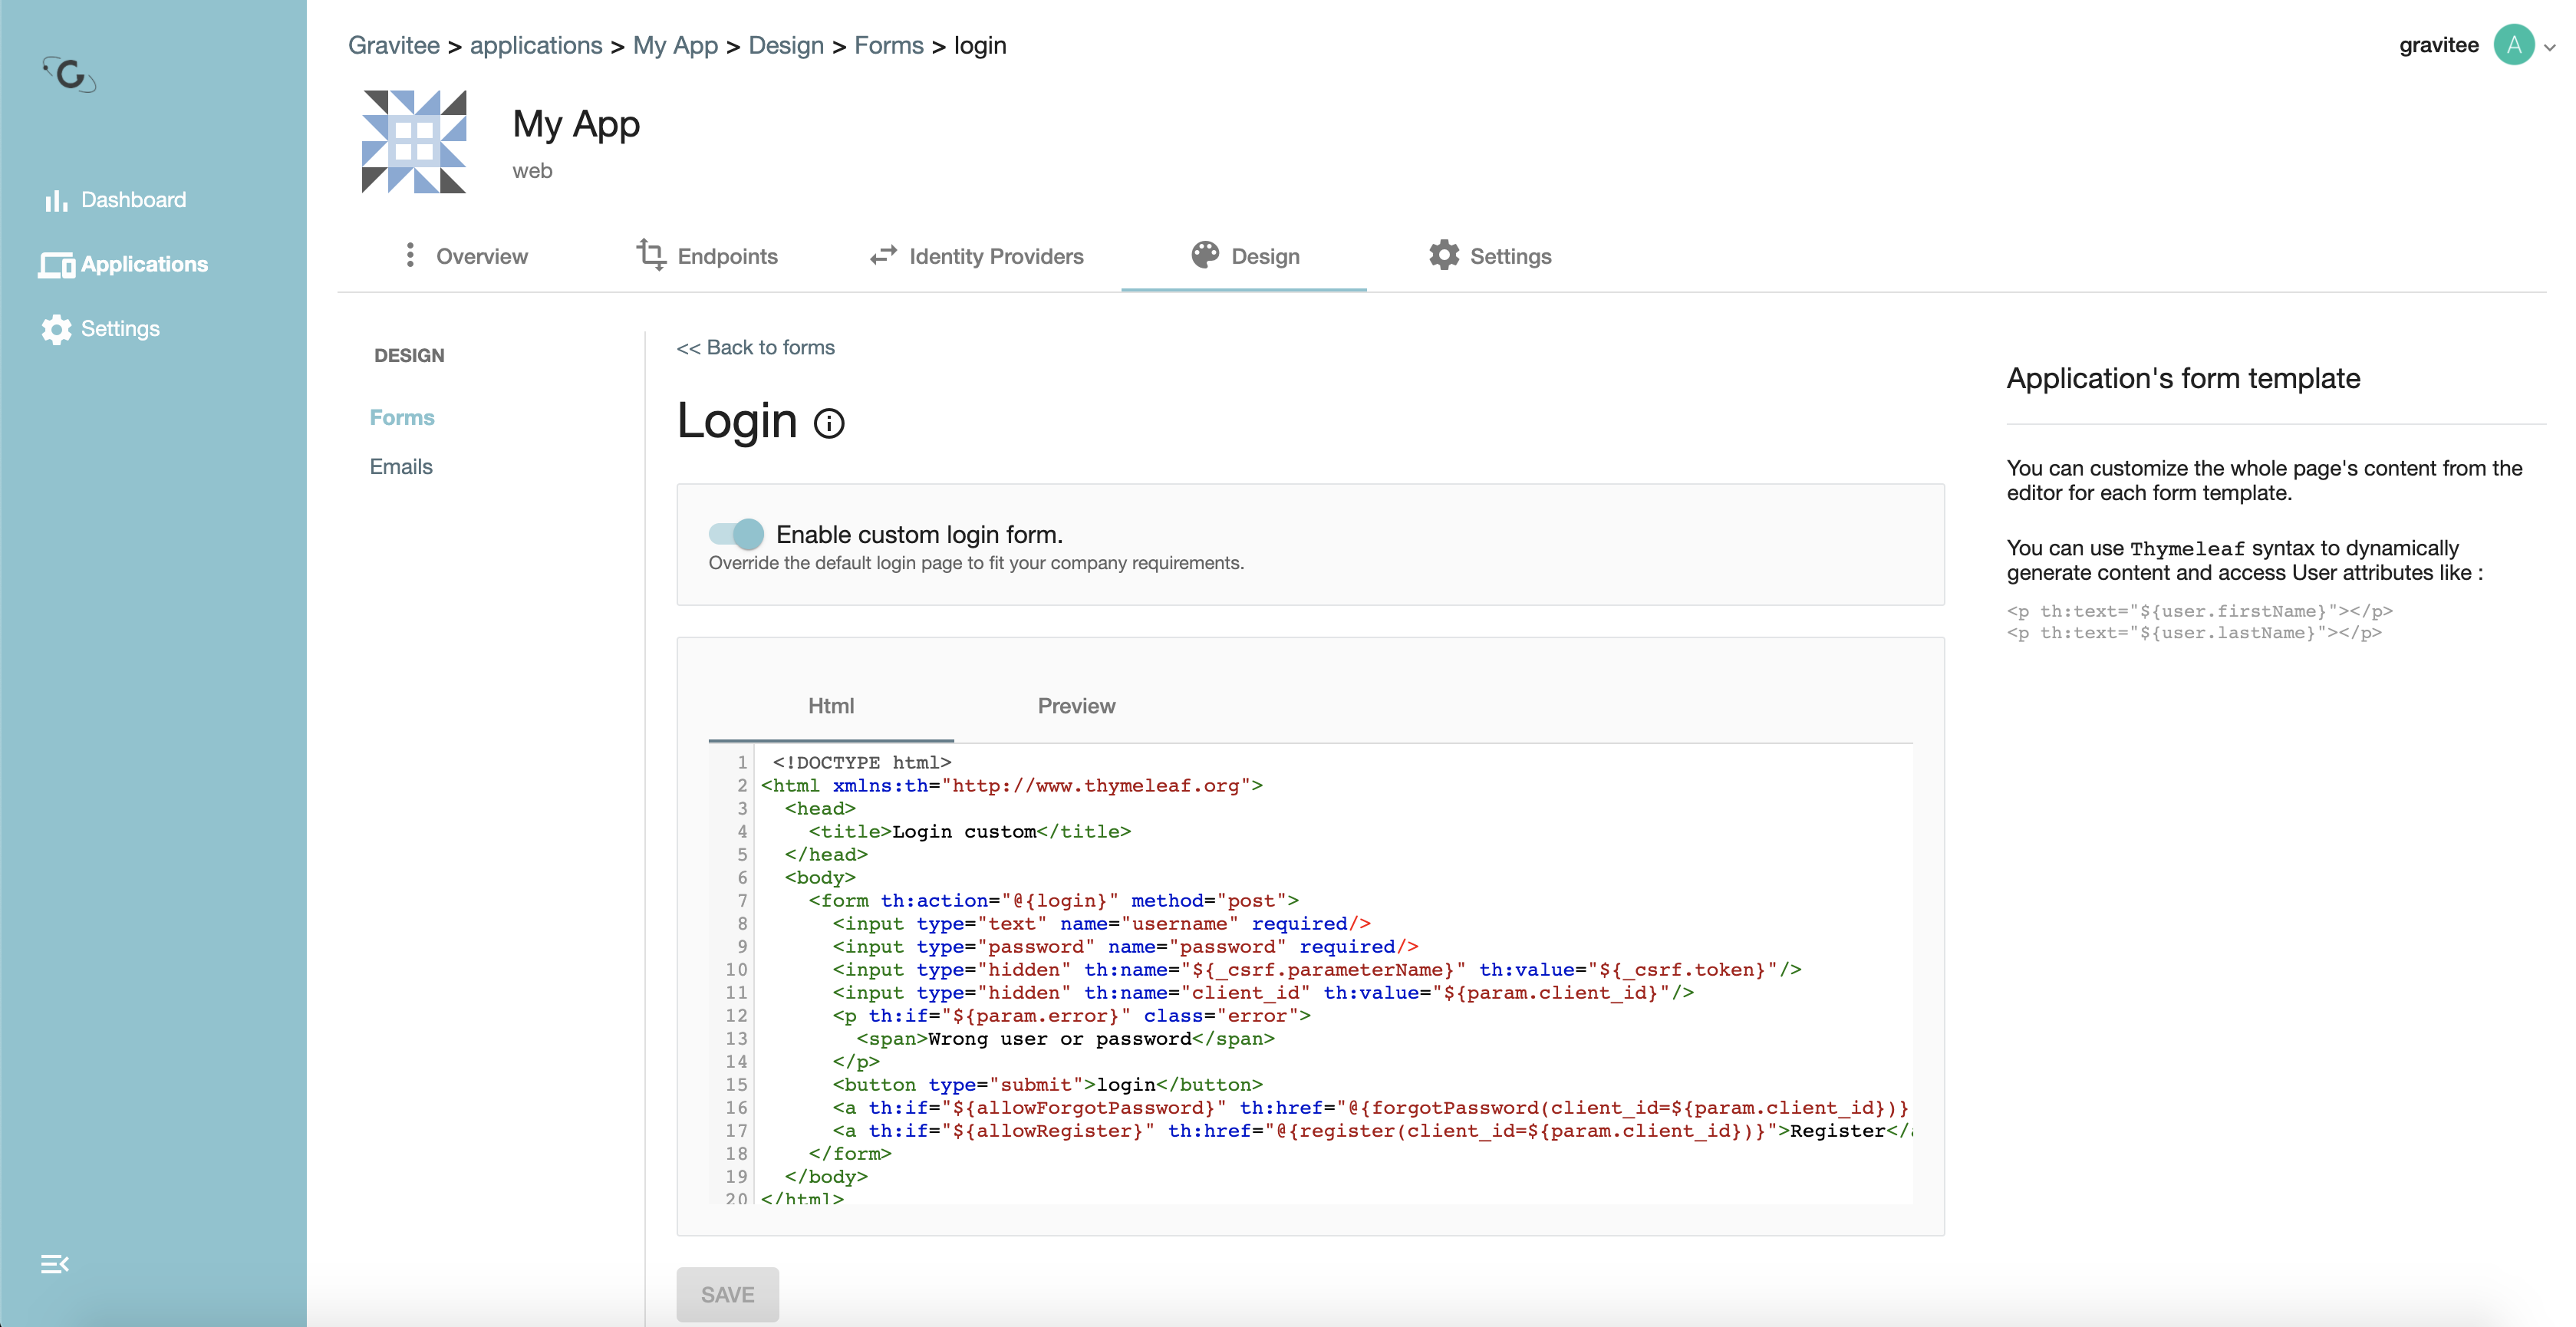 Gravitee > applications > My App > Design > Forms > login
gravitee A
My App
web
Dashboard
Applications
Settings
Overview
Endpoints
Identity Providers
Design
Settings
DESIGN
Forms
Emails
<< Back to forms
Login
Enable custom login form.
Override the default login page to fit your company requirements.
Html
Preview
1 <!DOCTYPE html>
2 <html xmlns:th="http://www.thymeleaf.org">
3 <head>
4 <title>Login custom</title>
5 </head>
6 <body>
7 <form th:action="@{login}" method="post">
8 <input type="text" name="username" required/>
9 <input type="password" name="password" required/>
10 <input type="hidden" th:name="${_csrf.parameterName}" th:value="${_csrf.token}"/>
11 <input type="hidden" th:name="client_id" th:value="${param.client_id}"/>
12 <p th:if="${param.error}" class="error">
13 <span>Wrong user or password</span>
14 </p>
15 <button type="submit">login</button>
16 <a th:if="${allowForgotPassword}" th:href="@{forgotPassword(client_id=${param.client_id})}
17 <a th:if="${allowRegister}" th:href="@{register(client_id=${param.client_id})}">Register</a
18 </form>
19 </body>
20 </html>
SAVE
Application's form template
You can customize the whole page's content from the
editor for each form template.
You can use Thymeleaf syntax to dynamically
generate content and access User attributes like :
<p th:text="${user.firstName}"></p>
<p th:text="${user.lastName}"></p>